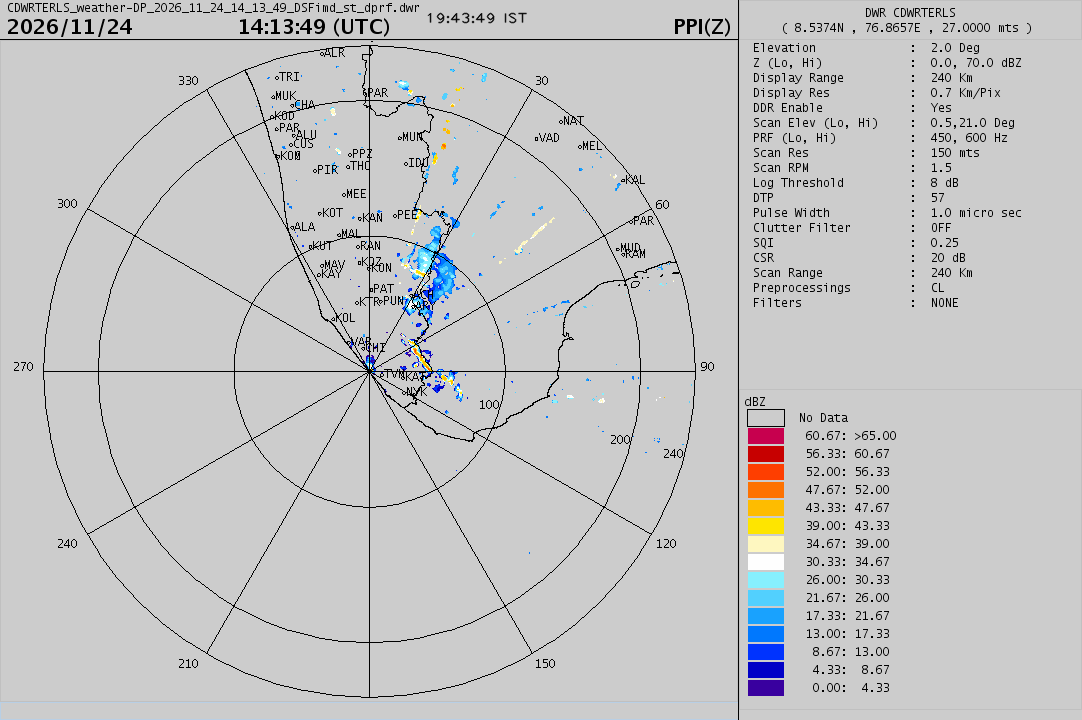 CDWRTERLS_weather-DP_2026_11_24_14_13_49_DSFimd_st_dprf.dwr
2026/11/24 14:13:49 (UTC) 19:43:49 IST PPI(Z)
DWR CDWRTERLS
( 8.5374N , 76.8657E , 27.0000 mts )
Elevation : 2.0 Deg
Z (Lo, Hi) : 0.0, 70.0 dBZ
Display Range : 240 Km
Display Res : 0.7 Km/Pix
DDR Enable : Yes
Scan Elev (Lo, Hi) : 0.5,21.0 Deg
PRF (Lo, Hi) : 450, 600 Hz
Scan Res : 150 mts
Scan RPM : 1.5
Log Threshold : 8 dB
DTP : 57
Pulse Width : 1.0 micro sec
Clutter Filter : OFF
SQI : 0.25
CSR : 20 dB
Scan Range : 240 Km
Preprocessings : CL
Filters : NONE
dBZ
No Data
60.67: >65.00
56.33: 60.67
52.00: 56.33
47.67: 52.00
43.33: 47.67
39.00: 43.33
34.67: 39.00
30.33: 34.67
26.00: 30.33
21.67: 26.00
17.33: 21.67
13.00: 17.33
8.67: 13.00
4.33: 8.67
0.00: 4.33
ALR
330
TRI
30
MUK
PAR
CHA
KOD
NAT
PAR
ALU
MUN
VAD
CUS
MEL
PPZ
IDU
PIR
THO
KAL
MEE
300
60
KOT
KAN
PEE
PAR
ALA
MAL
KUT
RAN
MUD
RAM
MAV
KOZ
KON
KAY
PAT
KTR
PUN
KOL
VAR
CHI
270
90
TVM
KAT
NYK
100
200
240
240
120
210
150